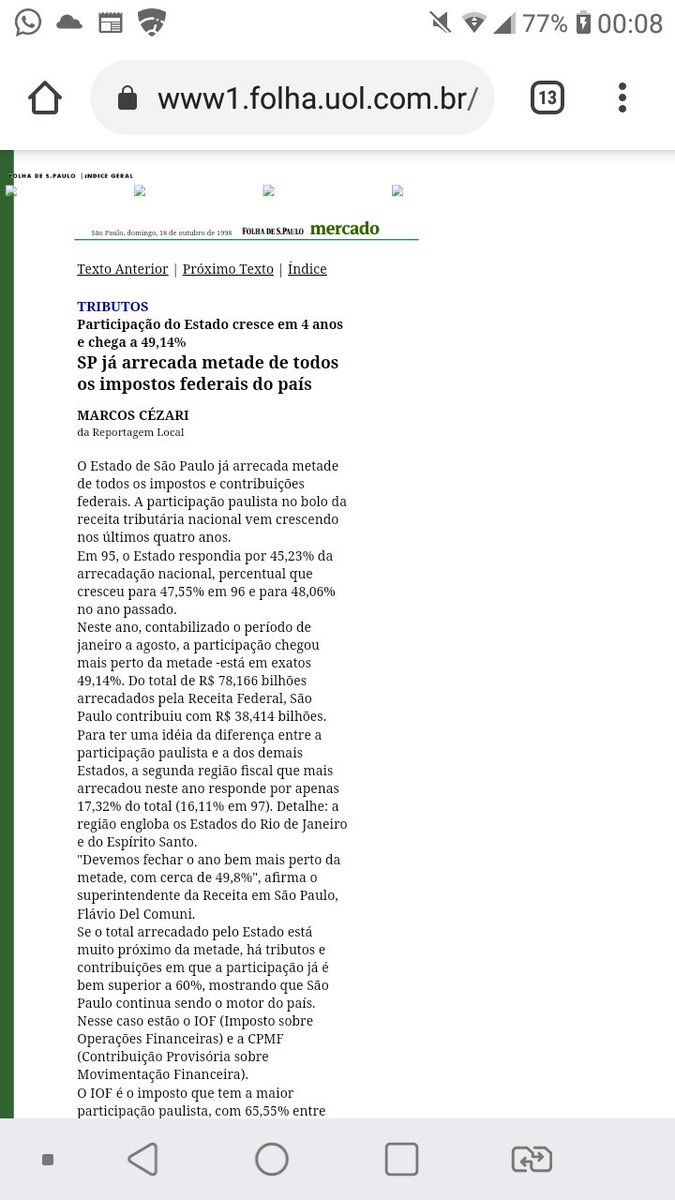 77% 00:08
www1.folha.uol.com.br/
13
FOLHA DE S.PAULO | ÍNDICE GERAL
São Paulo, domingo, 18 de outubro de 1998 FOLHA DE S.PAULO mercado
Texto Anterior | Próximo Texto | Índice
TRIBUTOS
Participação do Estado cresce em 4 anos
e chega a 49,14%
SP já arrecada metade de todos
os impostos federais do país
MARCOS CÉZARI
da Reportagem Local
O Estado de São Paulo já arrecada metade
de todos os impostos e contribuições
federais. A participação paulista no bolo da
receita tributária nacional vem crescendo
nos últimos quatro anos.
Em 95, o Estado respondia por 45,23% da
arrecadação nacional, percentual que
cresceu para 47,55% em 96 e para 48,06%
no ano passado.
Neste ano, contabilizado o período de
janeiro a agosto, a participação chegou
mais perto da metade -está em exatos
49,14%. Do total de R$ 78,166 bilhões
arrecadados pela Receita Federal, São
Paulo contribuiu com R$ 38,414 bilhões.
Para ter uma idéia da diferença entre a
participação paulista e a dos demais
Estados, a segunda região fiscal que mais
arrecadou neste ano responde por apenas
17,32% do total (16,11% em 97). Detalhe: a
região engloba os Estados do Rio de Janeiro
e do Espírito Santo.
"Devemos fechar o ano bem mais perto da
metade, com cerca de 49,8%", afirma o
superintendente da Receita em São Paulo,
Flávio Del Comuni.
Se o total arrecadado pelo Estado está
muito próximo da metade, há tributos e
contribuições em que a participação já é
bem superior a 60%, mostrando que São
Paulo continua sendo o motor do país.
Nesse caso estão o IOF (Imposto sobre
Operações Financeiras) e a CPMF
(Contribuição Provisória sobre
Movimentação Financeira).
O IOF é o imposto que tem a maior
participação paulista, com 65,55% entre